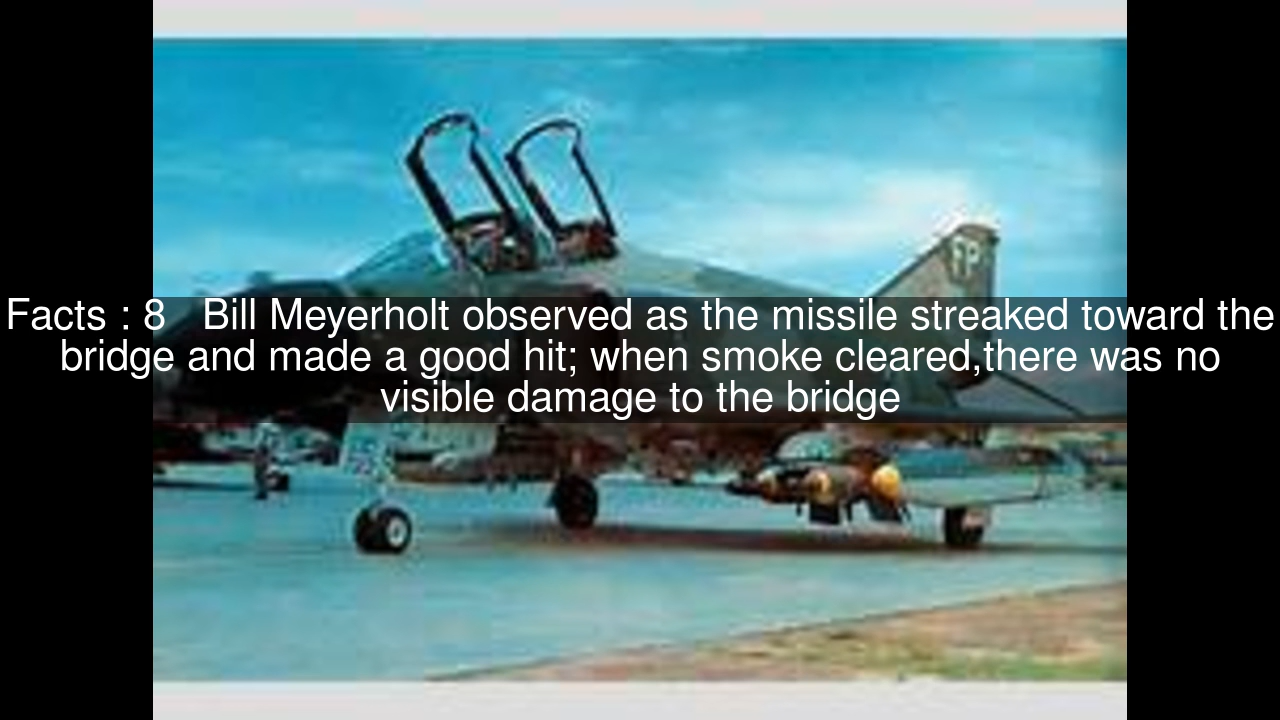 FP
Facts : 8   Bill Meyerholt observed as the missile streaked toward the
bridge and made a good hit; when smoke cleared,there was no
visible damage to the bridge